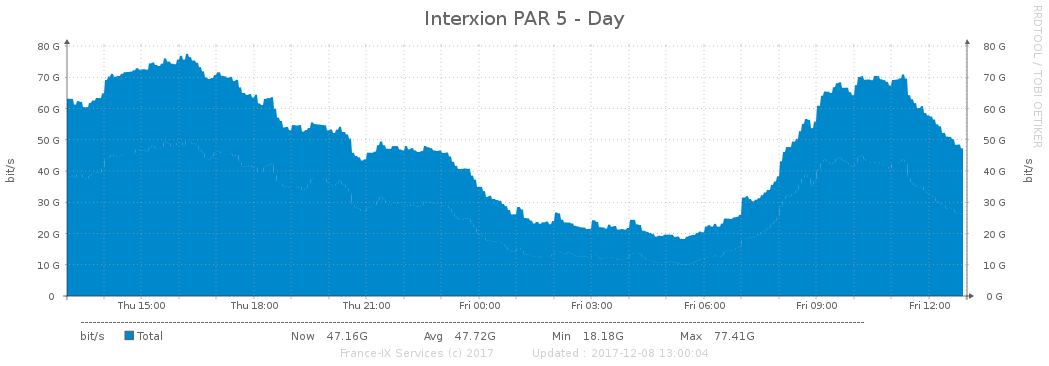 Interxion PAR 5 - Day
RRDTOOL / TOBI OETIKER
80 G 80 G
70 G 70 G
60 G 60 G
50 G 50 G
40 G 40 G
30 G 30 G
20 G 20 G
10 G 10 G
0 0 G
bit/s
bit/s
Thu 15:00 Thu 18:00 Thu 21:00 Fri 00:00 Fri 03:00 Fri 06:00 Fri 09:00 Fri 12:00
bit/s Total Now 47.16G Avg 47.72G Min 18.18G Max 77.41G
France-IX Services (c) 2017 Updated : 2017-12-08 13:00:04